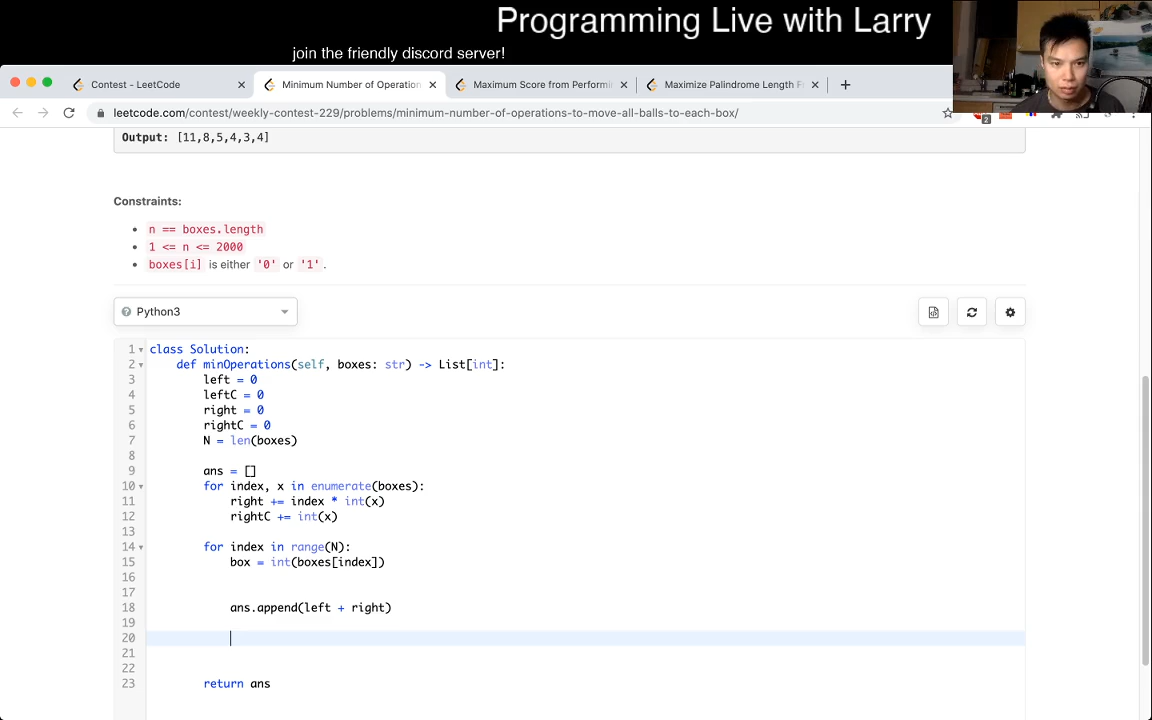 Programming Live with Larry
join the friendly discord server!
Contest - LeetCode
Minimum Number of Operation
Maximum Score from Performin
Maximize Palindrome Length F
leetcode.com/contest/weekly-contest-229/problems/minimum-number-of-operations-to-move-all-balls-to-each-box/
2
Output: [11,8,5,4,3,4]
Constraints:
n == boxes.length
1 <= n <= 2000
boxes[i] is either '0' or '1'.
Python3
1 class Solution:
2 def minOperations(self, boxes: str) -> List[int]:
3 left = 0
4 leftC = 0
5 right = 0
6 rightC = 0
7 N = len(boxes)
8
9 ans = []
10 for index, x in enumerate(boxes):
11 right += index * int(x)
12 rightC += int(x)
13
14 for index in range(N):
15 box = int(boxes[index])
16
17
18 ans.append(left + right)
19
20
21
22
23 return ans